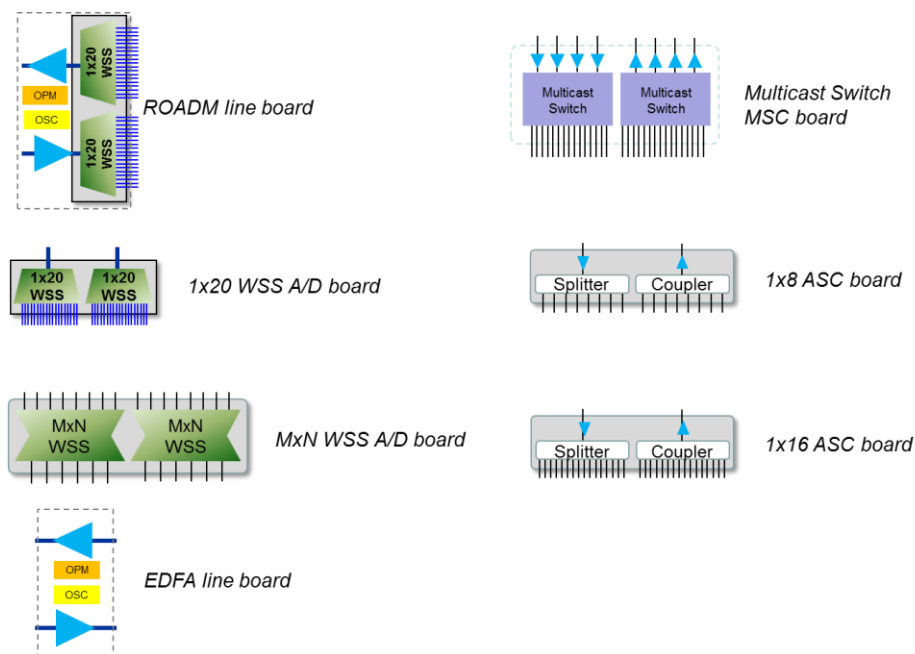 1x20
WSS
OPM
OSC
ROADM line board
1x20
WSS
Multicast
Switch
Multicast
Switch
Multicast Switch
MSC board
1x20
WSS
1x20
WSS
1x20 WSS A/D board
Splitter
Coupler
1x8 ASC board
MxN
WSS
MxN
WSS
MxN WSS A/D board
Splitter
Coupler
1x16 ASC board
OPM
OSC
EDFA line board